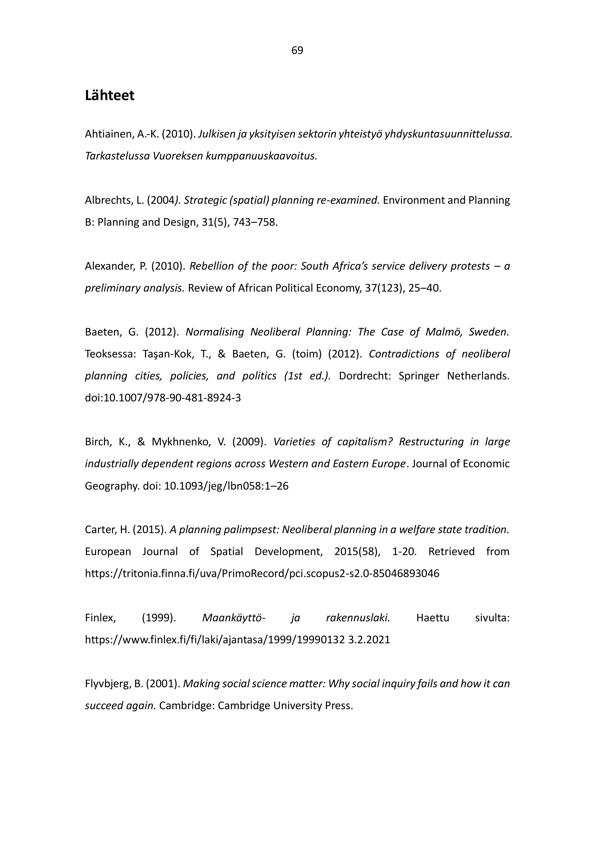 69
Lähteet
Ahtiainen, A.-K. (2010). Julkisen ja yksityisen sektorin yhteistyö yhdyskuntasuunnittelussa.
Tarkastelussa Vuoreksen kumppanuuskaavoitus.
Albrechts, L. (2004). Strategic (spatial) planning re-examined. Environment and Planning
B: Planning and Design, 31(5), 743–758.
Alexander, P. (2010). Rebellion of the poor: South Africa’s service delivery protests – a
preliminary analysis. Review of African Political Economy, 37(123), 25–40.
Baeten, G. (2012). Normalising Neoliberal Planning: The Case of Malmö, Sweden.
Teoksessa: Taşan-Kok, T., & Baeten, G. (toim) (2012). Contradictions of neoliberal
planning cities, policies, and politics (1st ed.). Dordrecht: Springer Netherlands.
doi:10.1007/978-90-481-8924-3
Birch, K., & Mykhnenko, V. (2009). Varieties of capitalism? Restructuring in large
industrially dependent regions across Western and Eastern Europe. Journal of Economic
Geography. doi: 10.1093/jeg/lbn058:1–26
Carter, H. (2015). A planning palimpsest: Neoliberal planning in a welfare state tradition.
European Journal of Spatial Development, 2015(58), 1-20. Retrieved from
https://tritonia.finna.fi/uva/PrimoRecord/pci.scopus2-s2.0-85046893046
Finlex, (1999). Maankäyttö- ja rakennuslaki. Haettu sivulta:
https://www.finlex.fi/fi/laki/ajantasa/1999/19990132 3.2.2021
Flyvbjerg, B. (2001). Making social science matter: Why social inquiry fails and how it can
succeed again. Cambridge: Cambridge University Press.